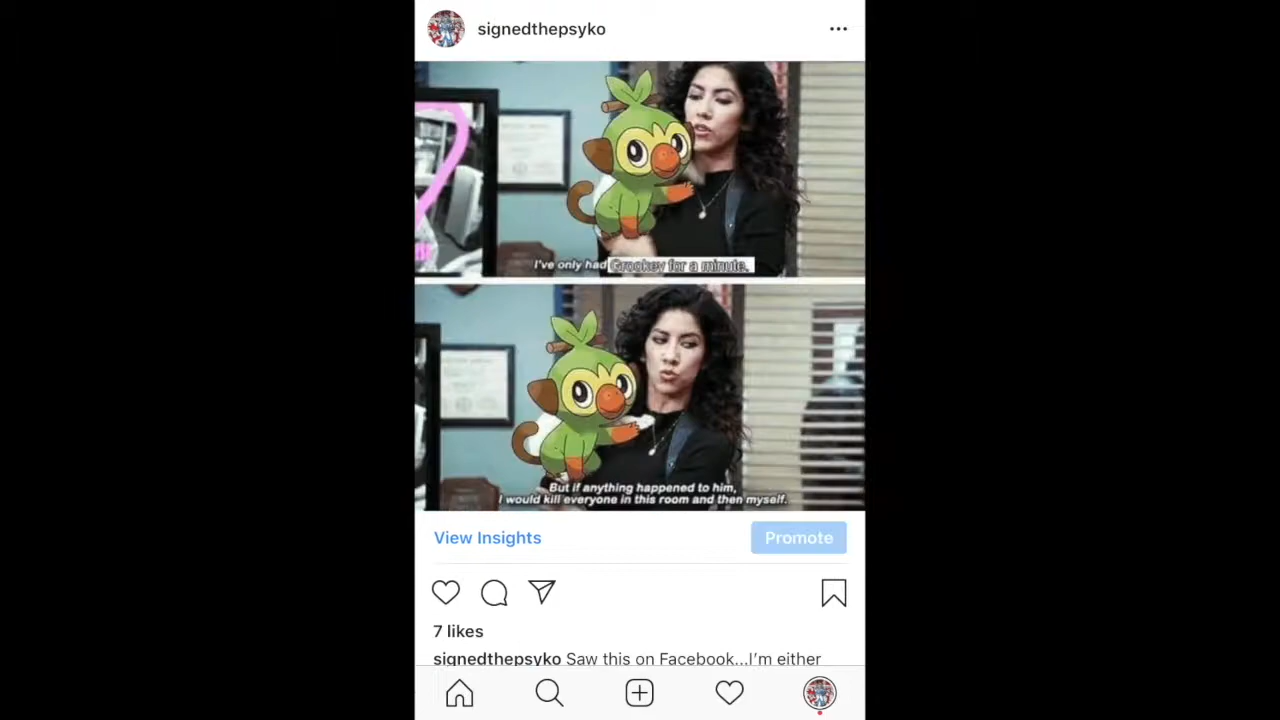 signedthepsyko
I've only had Grookey for a minute.
But if anything happened to him,
I would kill everyone in this room and then myself.
View Insights
Promote
7 likes
signedthepsyko Saw this on Facebook...I'm either